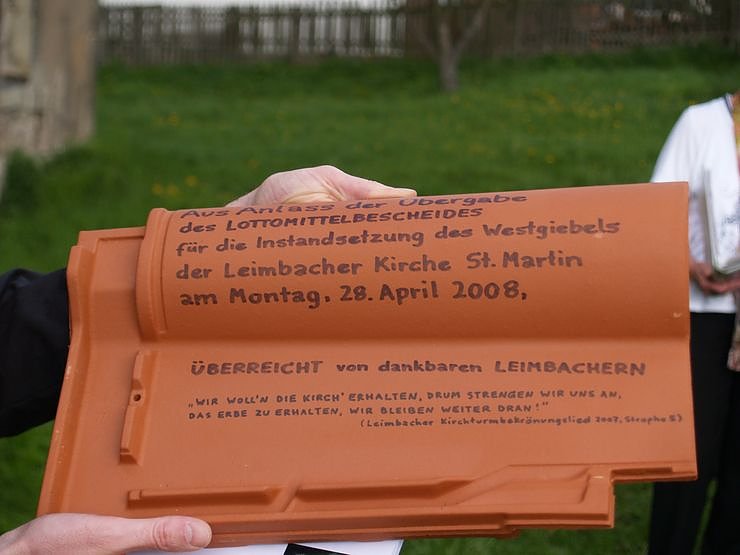 Aus Anlass der Übergabe
des LOTTOMITTELBESCHEIDES
für die Instandsetzung des Westgiebels
der Leimbacher Kirche St. Martin
am Montag, 28. April 2008,
ÜBERREICHT von dankbaren LEIMBACHERN
„WIR WOLL'N DIE KIRCH' ERHALTEN, DRUM STRENGEN WIR UNS AN,
DAS ERBE ZU ERHALTEN, WIR BLEIBEN WEITER DRAN!"
(Leimbacher Kirchturmbekrönungslied 2007, Strophe 5)